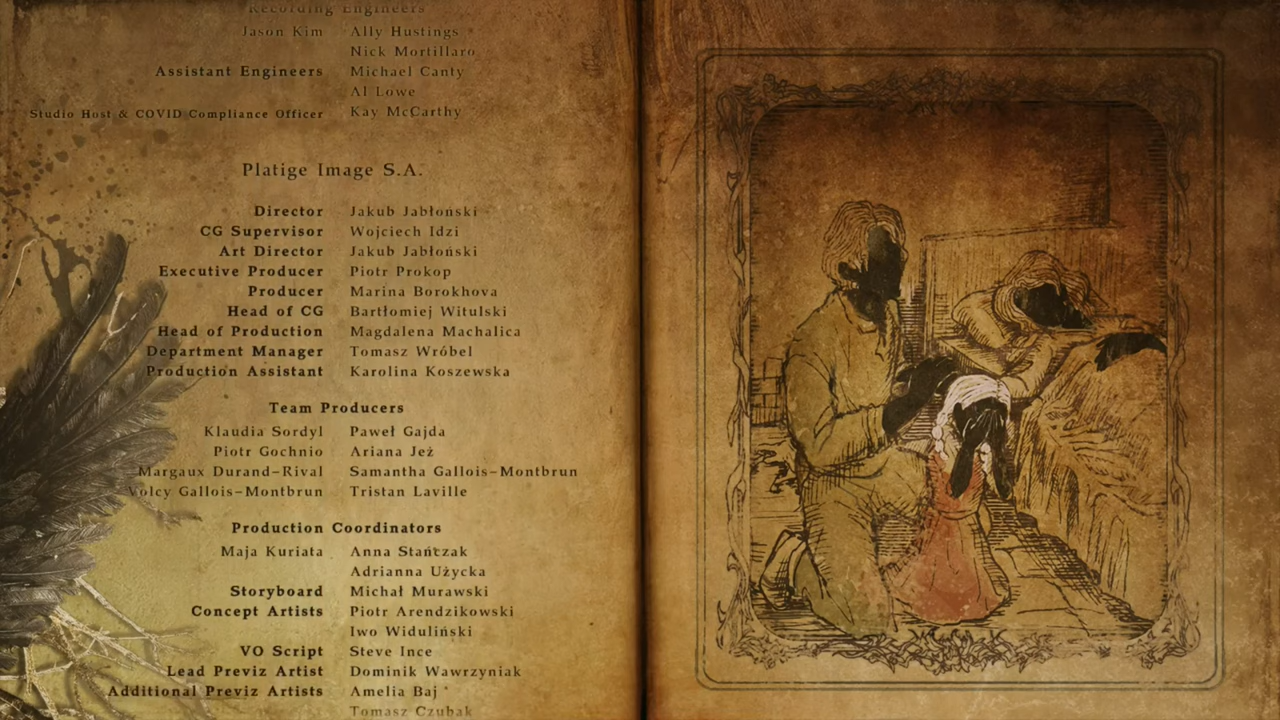 Recording Engineers
Jason Kim Ally Hustings
Nick Mortillaro
Assistant Engineers Michael Canty
Al Lowe
Studio Host & COVID Compliance Officer Kay McCarthy
Platige Image S.A.
Director Jakub Jabłoński
CG Supervisor Wojciech Idzi
Art Director Jakub Jabłoński
Executive Producer Piotr Prokop
Producer Marina Borokhova
Head of CG Bartłomiej Witulski
Head of Production Magdalena Machalica
Department Manager Tomasz Wróbel
Production Assistant Karolina Koszewska
Team Producers
Klaudia Sordyl Paweł Gajda
Piotr Gochnio Ariana Jeż
Margaux Durand-Rival Samantha Gallois-Montbrun
Volcy Gallois-Montbrun Tristan Laville
Production Coordinators
Maja Kuriata Anna Stańczak
Adrianna Użycka
Storyboard Michał Murawski
Concept Artists Piotr Arendzikowski
Iwo Widuliński
VO Script Steve Ince
Lead Previz Artist Dominik Wawrzyniak
Additional Previz Artists Amelia Baj
Tomasz Czubak